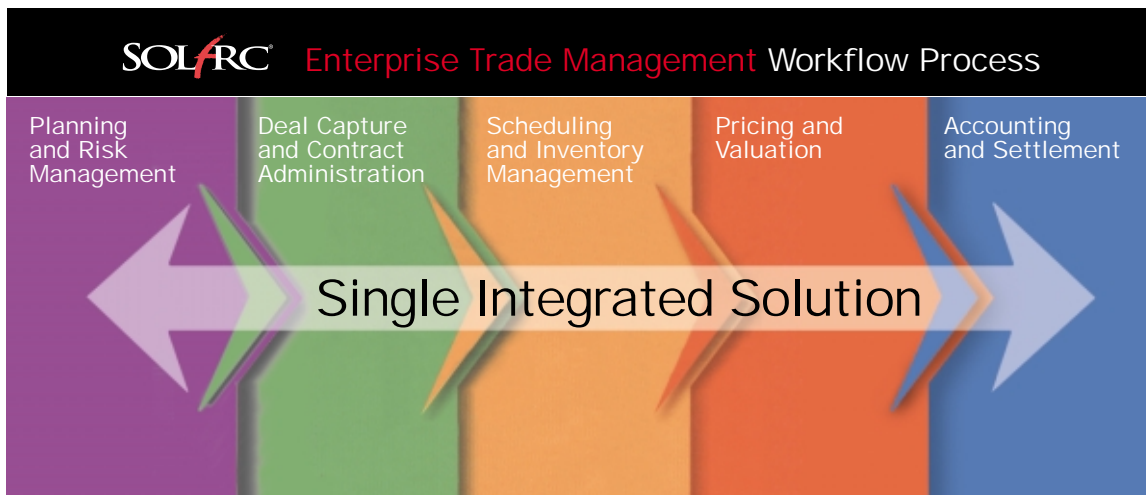 SOLARC® Enterprise Trade Management Workflow Process
Planning
and Risk
Management
Deal Capture
and Contract
Administration
Scheduling
and Inventory
Management
Pricing and
Valuation
Accounting
and Settlement
Single Integrated Solution